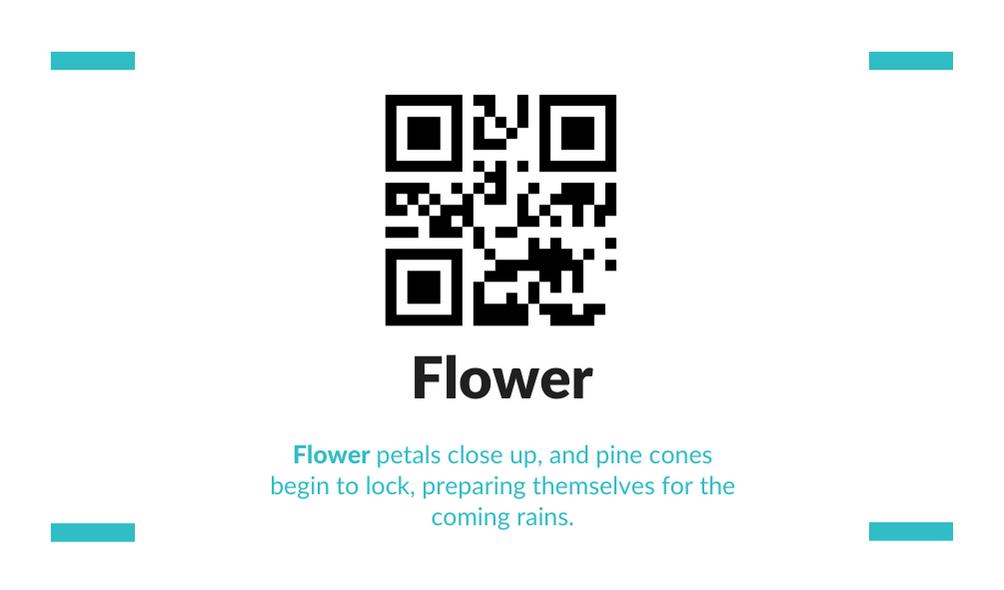 Flower
Flower petals close up, and pine cones
begin to lock, preparing themselves for the
coming rains.